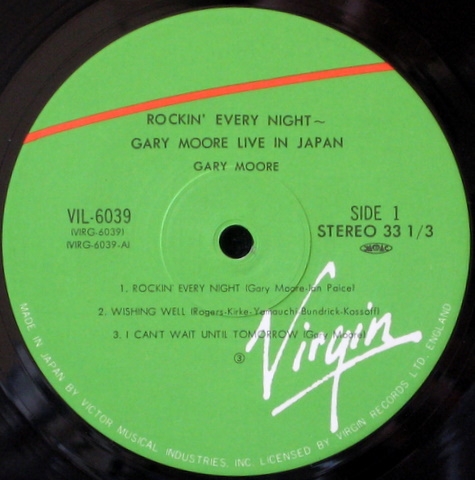 ROCKIN' EVERY NIGHT~
GARY MOORE LIVE IN JAPAN
GARY MOORE
VIL-6039
(VIRG-6039)
(VIRG-6039-A)
SIDE 1
STEREO 33 1/3
1. ROCKIN' EVERY NIGHT (Gary Moore-Ian Paice)
2. WISHING WELL (Rogers-Kirke-Yamauchi-Bundrick-Kossoff)
3. I CAN'T WAIT UNTIL TOMORROW (Gary Moore)
Virgin
MADE IN JAPAN BY VICTOR MUSICAL INDUSTRIES, INC. LICENSED BY VIRGIN RECORDS LTD. ENGLAND